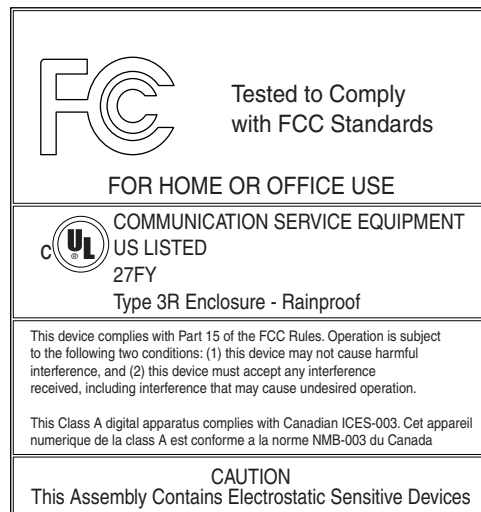 FC
Tested to Comply
with FCC Standards
FOR HOME OR OFFICE USE
COMMUNICATION SERVICE EQUIPMENT
C UL ® US LISTED
27FY
Type 3R Enclosure - Rainproof
This device complies with Part 15 of the FCC Rules. Operation is subject
to the following two conditions: (1) this device may not cause harmful
interference, and (2) this device must accept any interference
received, including interference that may cause undesired operation.
This Class A digital apparatus complies with Canadian ICES-003. Cet appareil
numerique de la class A est conforme a la norme NMB-003 du Canada
CAUTION
This Assembly Contains Electrostatic Sensitive Devices